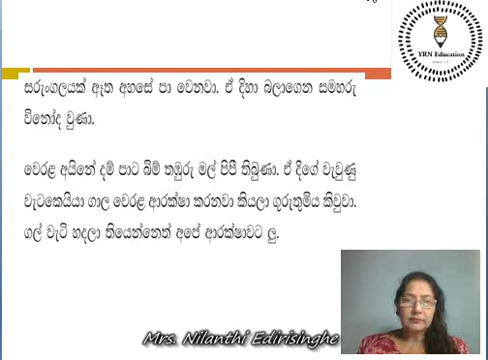 YRN Education
සරුංගලයක් ඈත අහසේ පා වෙනවා. ඒ දිහා බලාගෙන සමහරු
විනෝද වුණා.
වෙරළ අයිනේ දම් පාට බිම් තඹුරු මල් පිපී තිබුණා. ඒ දිගේ වැවුණු
වැටකෙයියා ගාල වෙරළ ආරක්ෂා කරනවා කියලා ගුරුතුමිය කිව්වා.
ගල් වැටි හදලා තියෙන්නෙත් අපේ ආරක්ෂාවට ලු.
Mrs. Nilanthi Edirisinghe